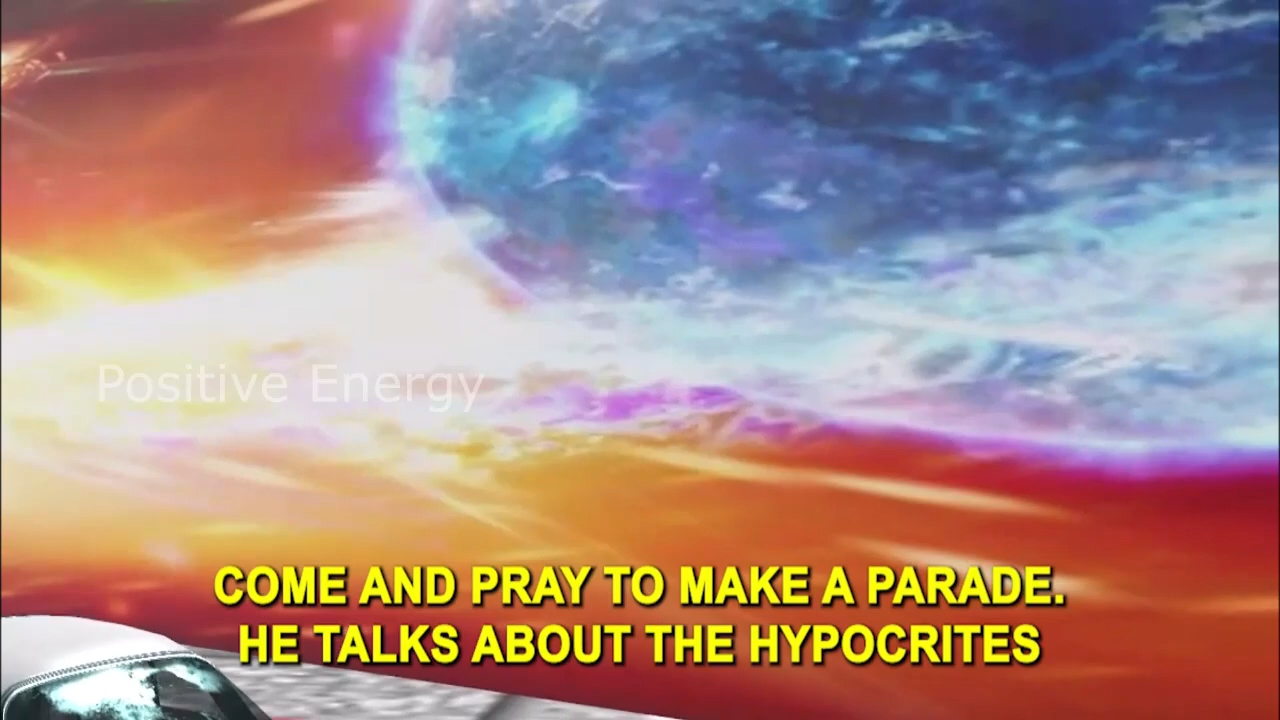 Positive Energy
COME AND PRAY TO MAKE A PARADE.
HE TALKS ABOUT THE HYPOCRITES